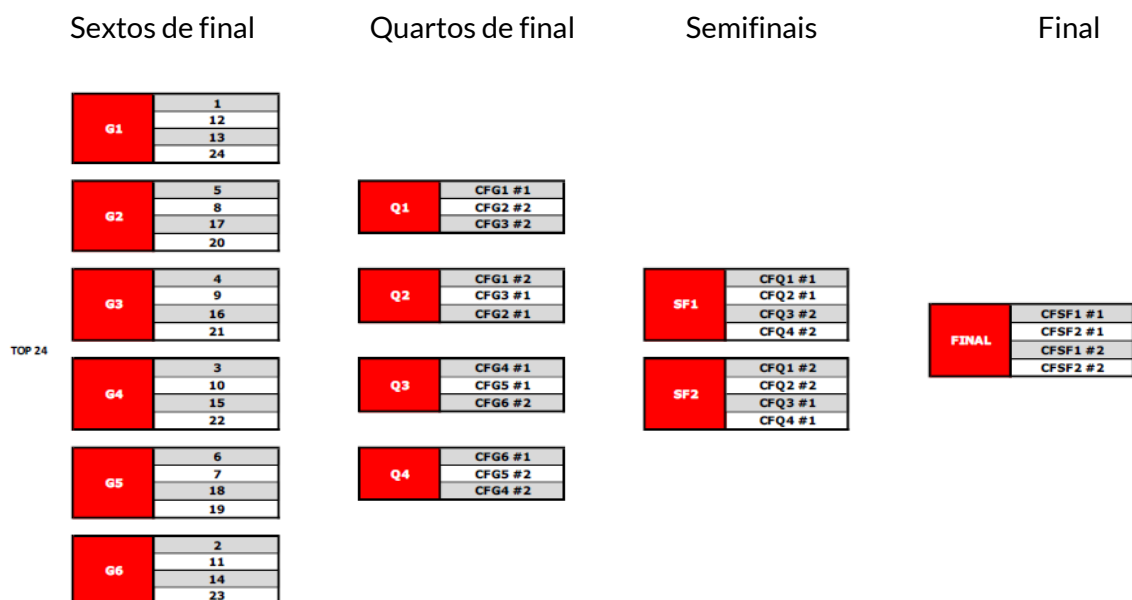 Sextos de final
Quartos de final
Semifinais
Final
TOP 24
G1
1
12
13
24
G2
5
8
17
20
G3
4
9
16
21
G4
3
10
15
22
G5
6
7
18
19
G6
2
11
14
23
Q1
CFG1 #1
CFG2 #2
CFG3 #2
Q2
CFG1 #2
CFG3 #1
CFG2 #1
Q3
CFG4 #1
CFG5 #1
CFG6 #2
Q4
CFG6 #1
CFG5 #2
CFG4 #2
SF1
CFQ1 #1
CFQ2 #1
CFQ3 #2
CFQ4 #2
SF2
CFQ1 #2
CFQ2 #2
CFQ3 #1
CFQ4 #1
FINAL
CFSF1 #1
CFSF2 #1
CFSF1 #2
CFSF2 #2